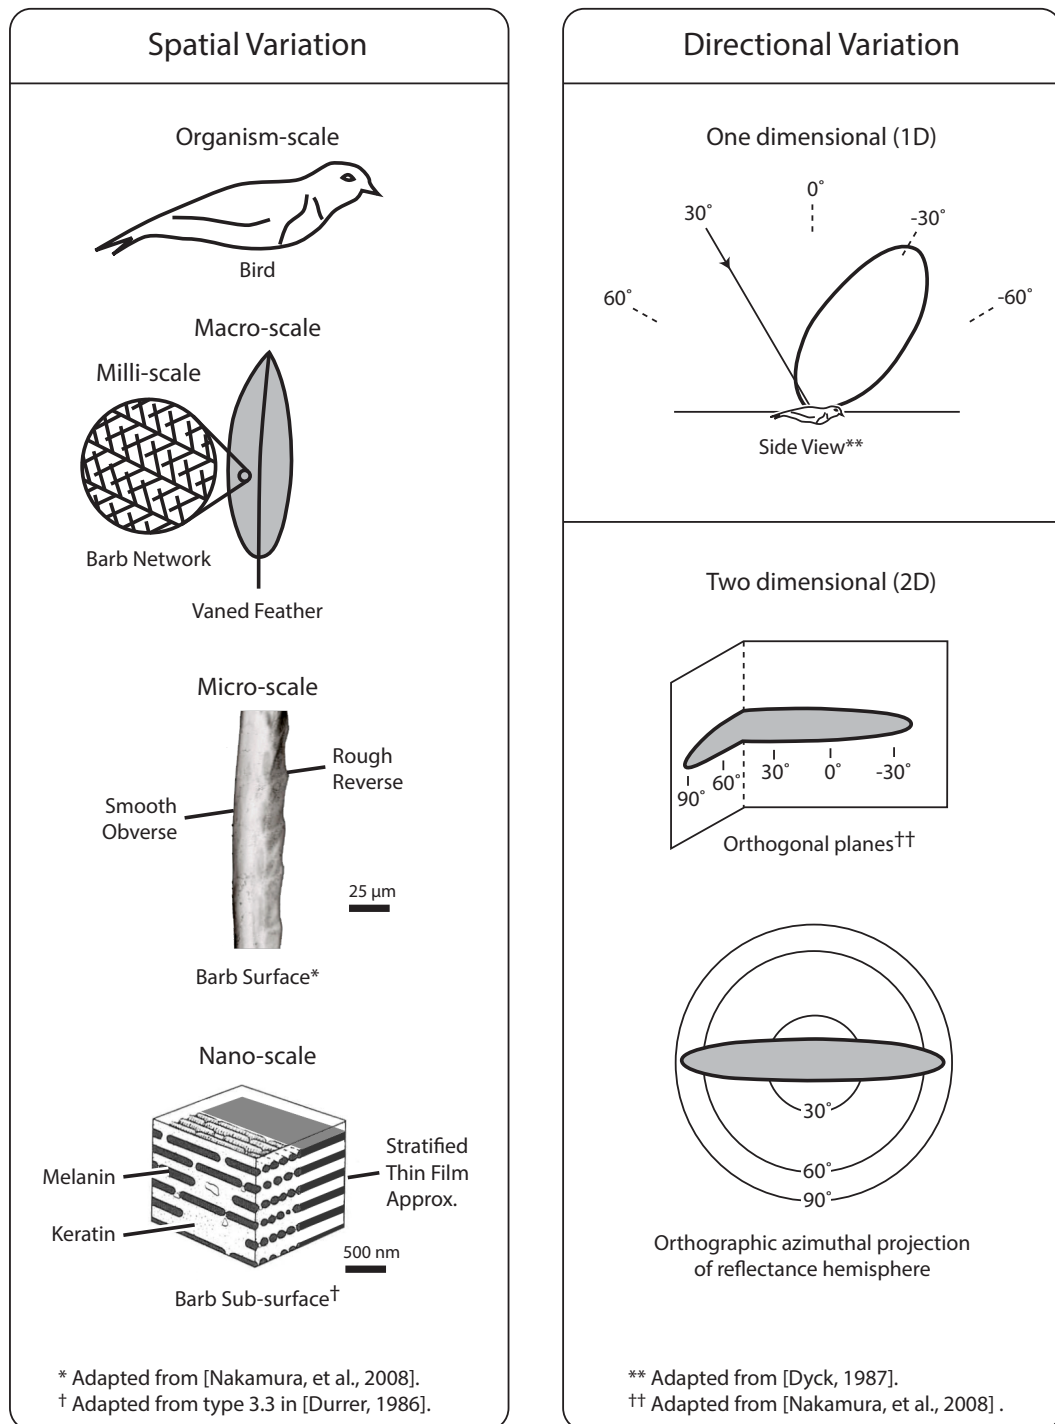 Spatial Variation
Organism-scale
Bird
Macro-scale
Milli-scale
Barb Network
Vaned Feather
Micro-scale
Rough
Reverse
Smooth
Obverse
25 µm
Barb Surface*
Nano-scale
Melanin
Keratin
Stratified
Thin Film
Approx.
500 nm
Barb Sub-surface†
* Adapted from [Nakamura, et al., 2008].
† Adapted from type 3.3 in [Durrer, 1986].
Directional Variation
One dimensional (1D)
0°
30°
-30°
60°
-60°
Side View**
Two dimensional (2D)
90°
60°
30°
0°
-30°
Orthogonal planes††
30°
60°
90°
Orthographic azimuthal projection
of reflectance hemisphere
** Adapted from [Dyck, 1987].
†† Adapted from [Nakamura, et al., 2008] .